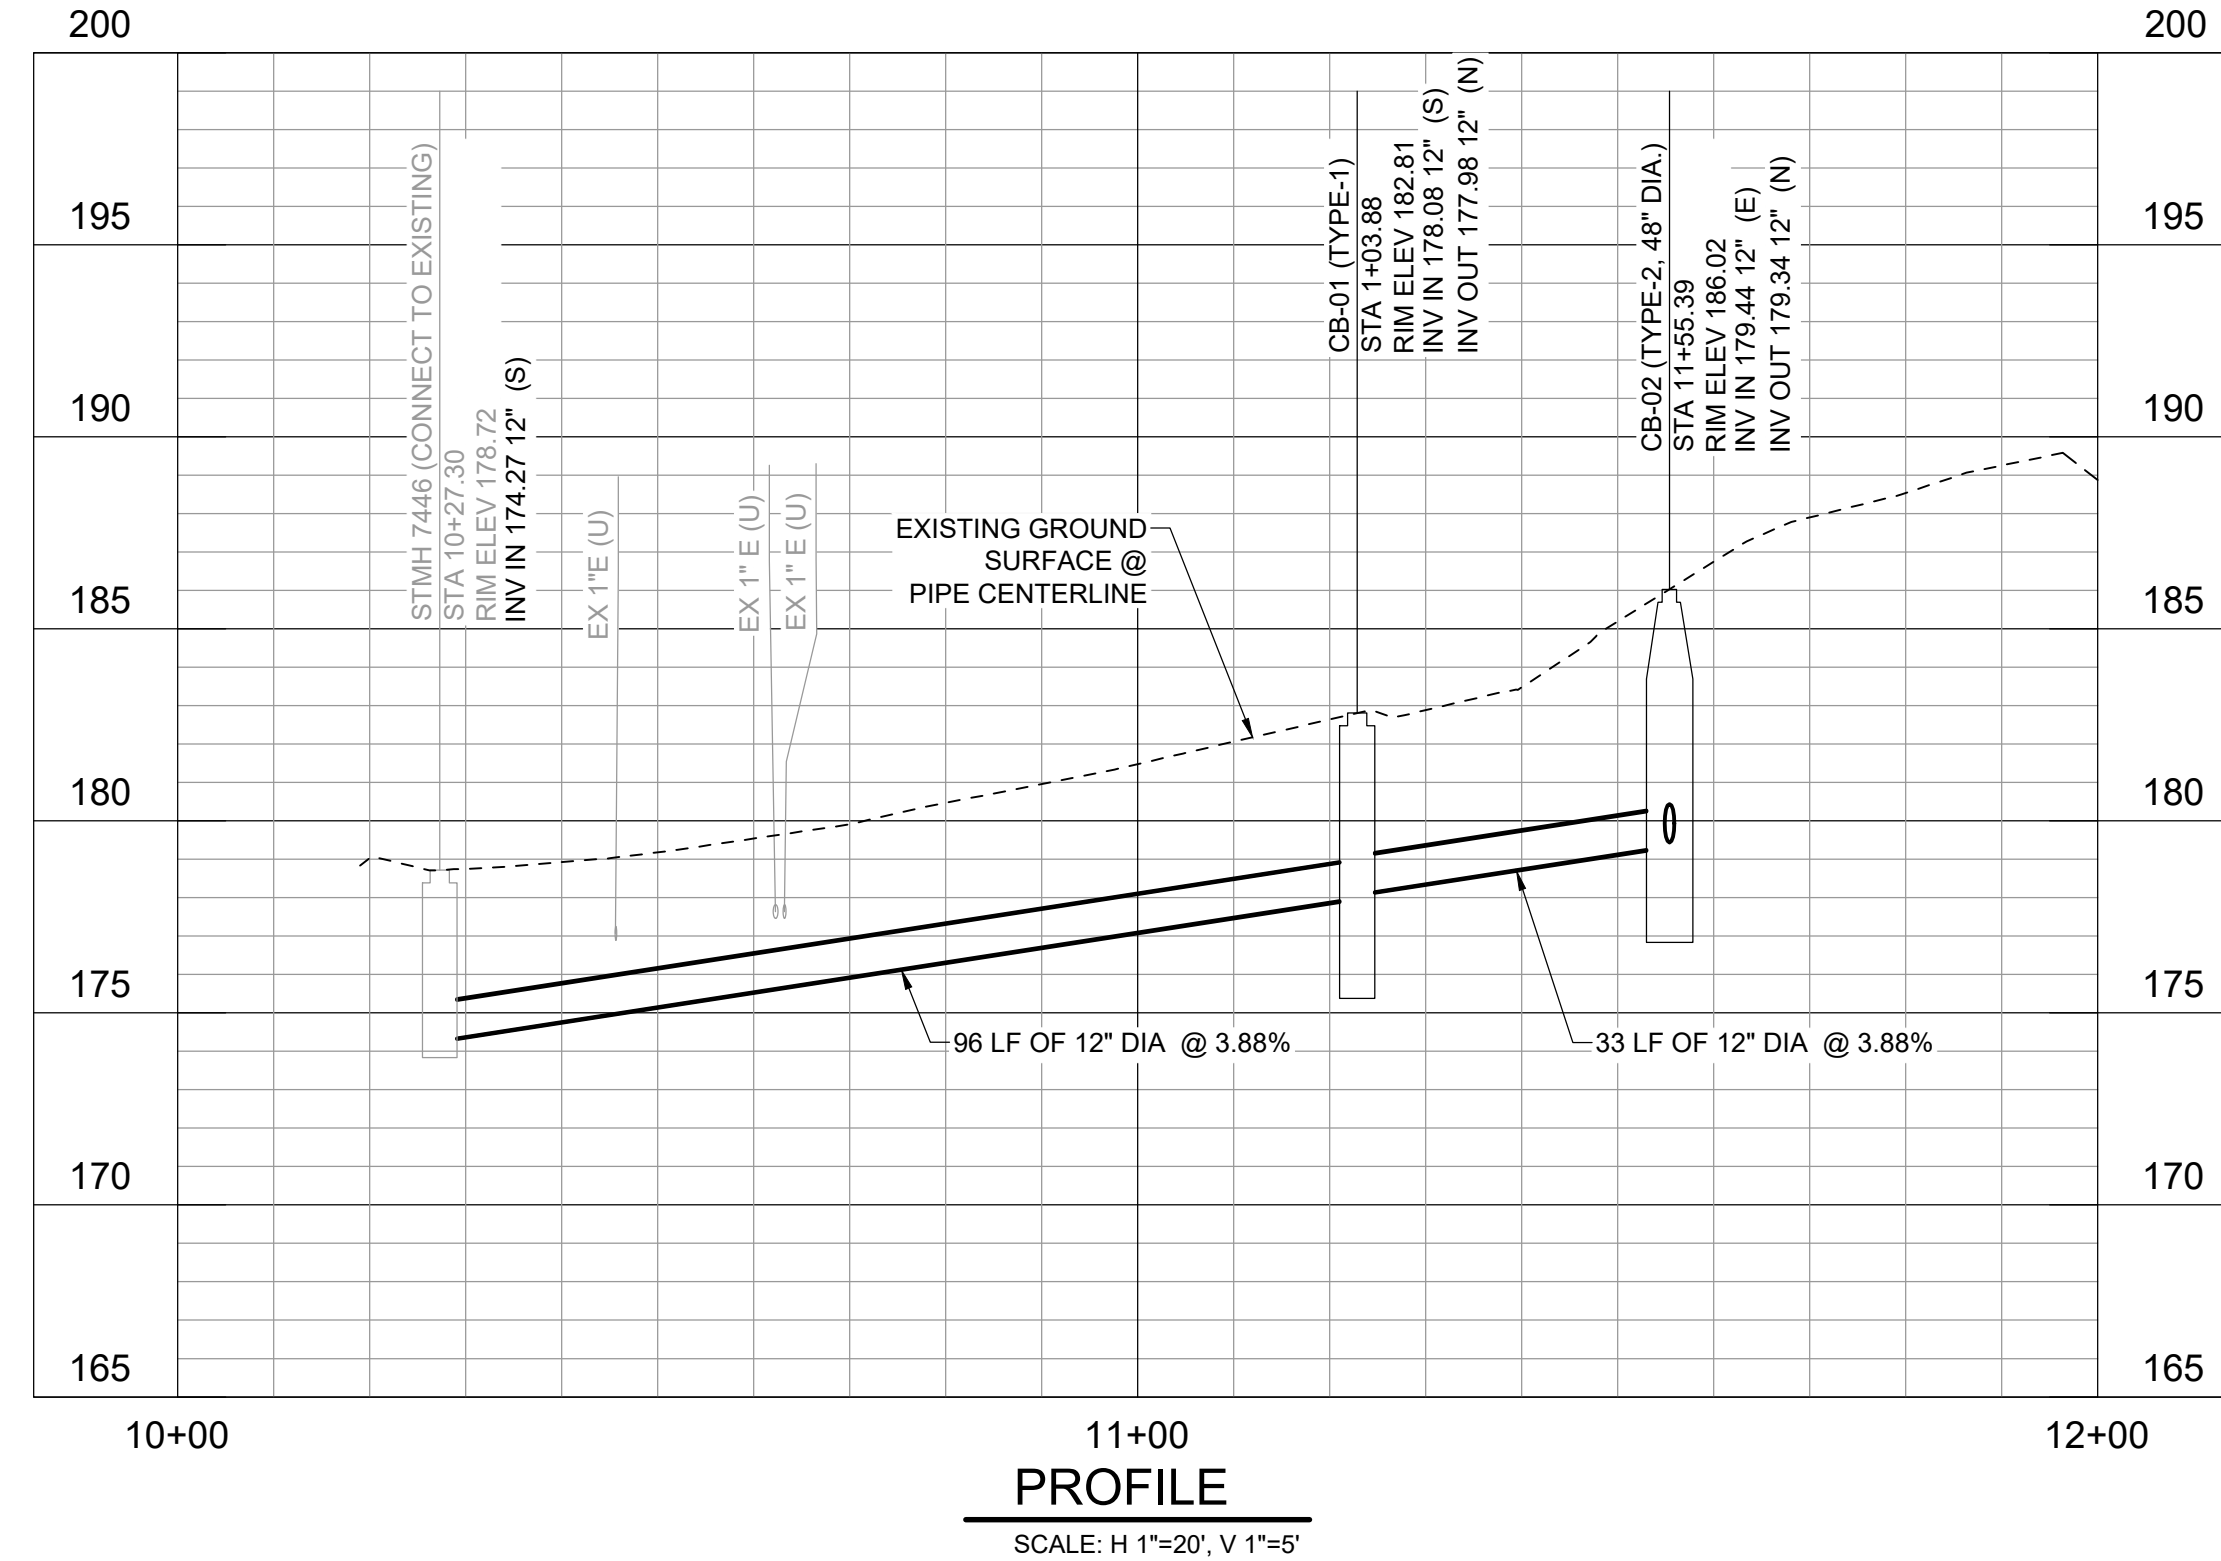 200
200
195
195
190
190
185
185
180
180
175
175
170
170
165
165
STMH 7446 (CONNECT TO EXISTING)
STA 10+27.30
RIM ELEV 178.72
INV IN 174.27 12" (S)
EX 1"E (U)
EX 1" E (U)
EX 1" E (U)
EXISTING GROUND
SURFACE @
PIPE CENTERLINE
CB-01 (TYPE-1)
STA 1+03.88
RIM ELEV 182.81
INV IN 178.08 12" (S)
INV OUT 177.98 12" (N)
CB-02 (TYPE-2, 48" DIA.)
STA 11+55.39
RIM ELEV 186.02
INV IN 179.44 12" (E)
INV OUT 179.34 12" (N)
96 LF OF 12" DIA @ 3.88%
33 LF OF 12" DIA @ 3.88%
10+00
11+00
12+00
PROFILE
SCALE: H 1"=20', V 1"=5'